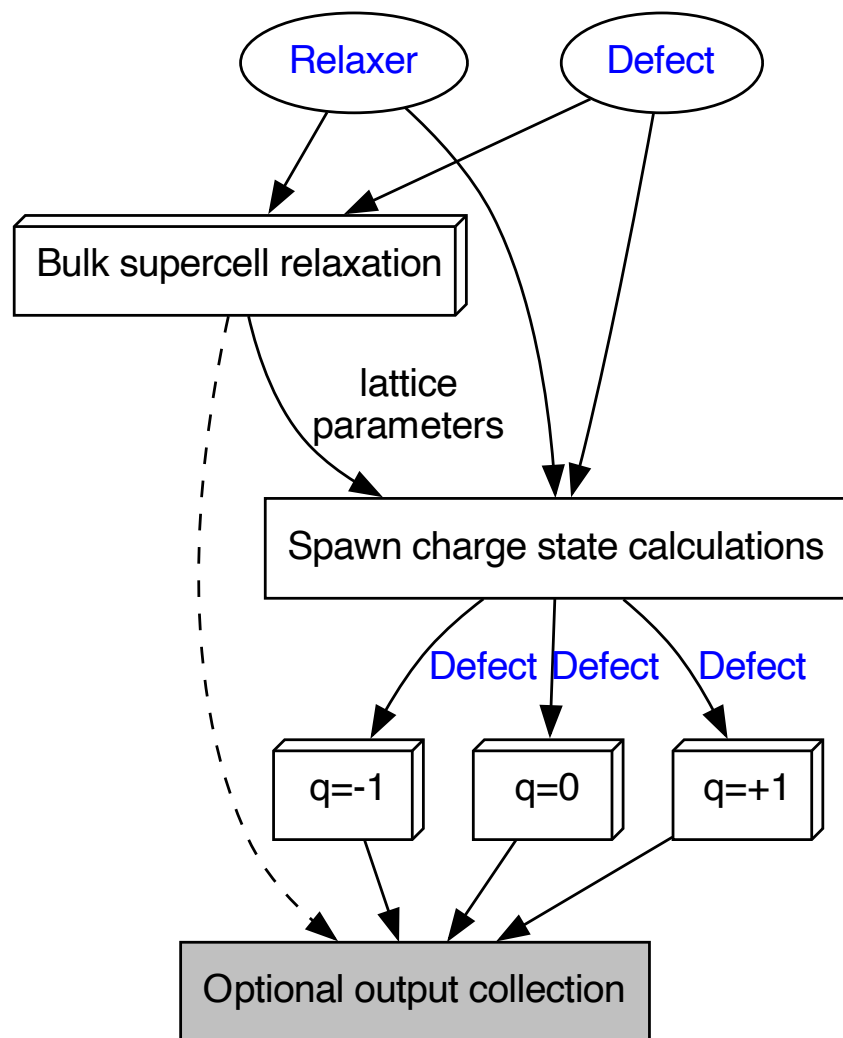 Relaxer
Defect
Bulk supercell relaxation
lattice
parameters
Spawn charge state calculations
Defect
Defect
Defect
q=-1
q=0
q=+1
Optional output collection